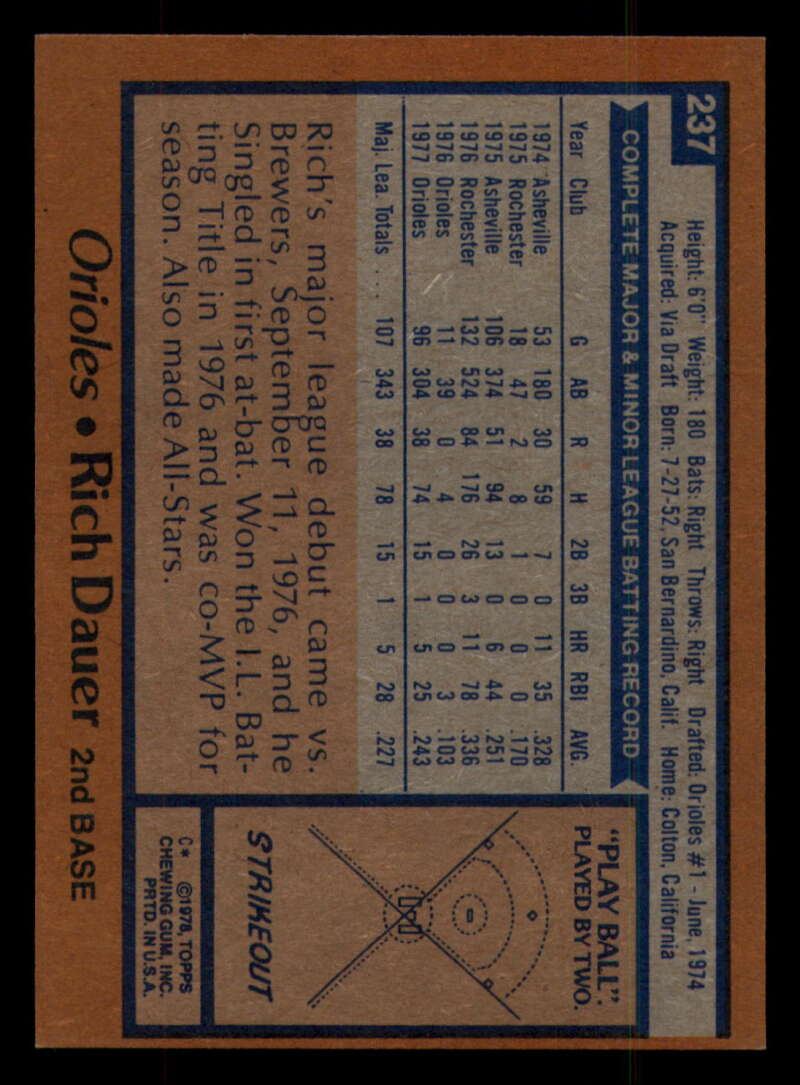 237
Height: 6'0" Weight: 180 Bats: Right Throws: Right Drafted: Orioles #1 - June, 1974
Acquired: Via Draft Born: 7-27-52, San Bernardino, Calif. Home: Colton, California
COMPLETE MAJOR & MINOR LEAGUE BATTING RECORD
Year Club G AB R H 2B 3B HR RBI AVG.
1974 Asheville 53 180 30 59 7 0 11 35 .328
1975 Rochester 18 47 2 8 1 0 0 0 .170
1975 Asheville 106 374 51 94 13 0 6 44 .251
1976 Rochester 132 524 84 176 26 3 11 78 .336
1976 Orioles 11 39 0 4 0 0 0 3 .103
1977 Orioles 96 304 38 74 15 1 5 25 .243
Maj. Lea. Totals .... 107 343 38 78 15 1 5 28 .227
Rich's major league debut came vs.
Brewers, September 11, 1976, and he
Singled in first at-bat. Won the I.L. Bat-
ting Title in 1976 and was co-MVP for
season. Also made All-Stars.
"PLAY BALL".
PLAYED BY TWO.
STRIKEOUT
C* ©1978, TOPPS
CHEWING GUM, INC.
PRTD. IN U.S.A.
Orioles • Rich Dauer 2nd BASE